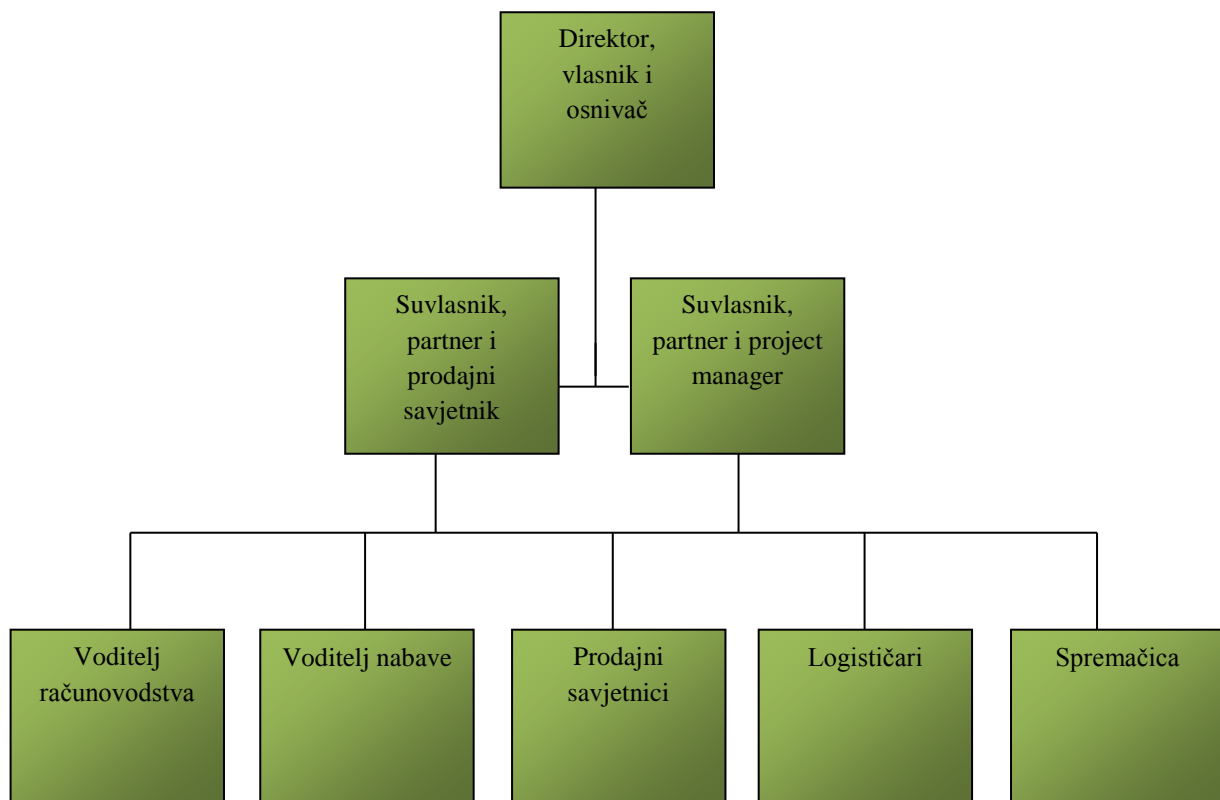 Direktor,
vlasnik i
osnivač
Suvlasnik,
partner i
prodajni
savjetnik
Suvlasnik,
partner i project
manager
Voditelj
računovodstva
Voditelj nabave
Prodajni
savjetnici
Logističari
Spremačica